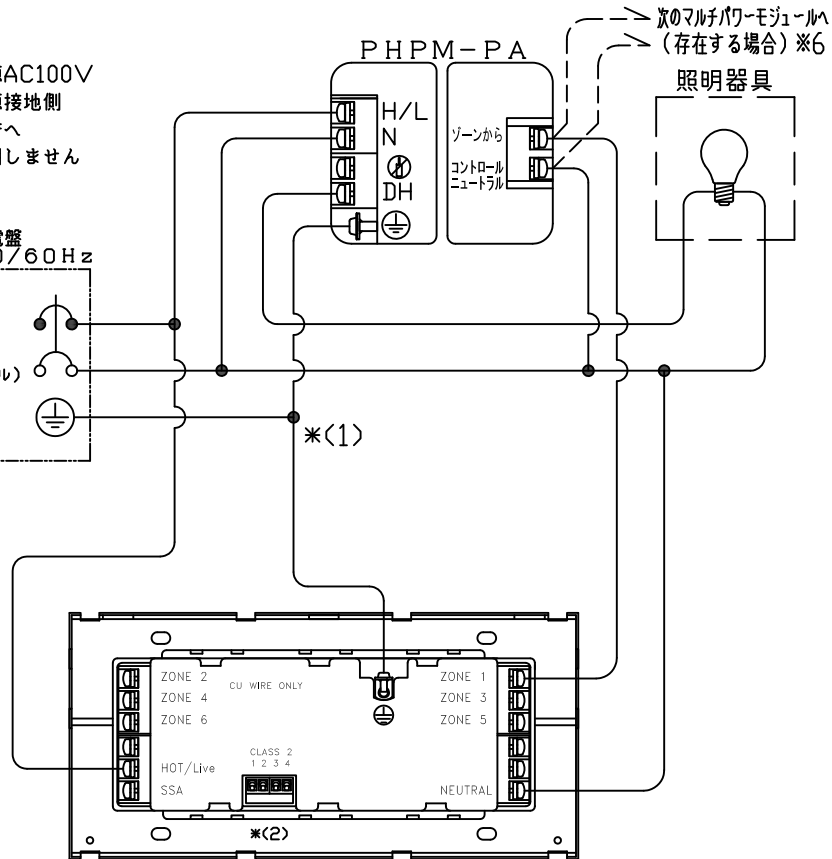 次のマルチパワーモジュールへ
(存在する場合)※6
PHPM-PA
照明器具
AC100V
接地側
へ
しません
H/L
N
DH
ゾーンから
コントロール
ニュートラル
/60Hz
ル)
*(1)
ZONE 2
ZONE 4
ZONE 6
CU WIRE ONLY
ZONE 1
ZONE 3
ZONE 5
HOT/Live
SSA
CLASS 2
1 2 3 4
NEUTRAL
*(2)